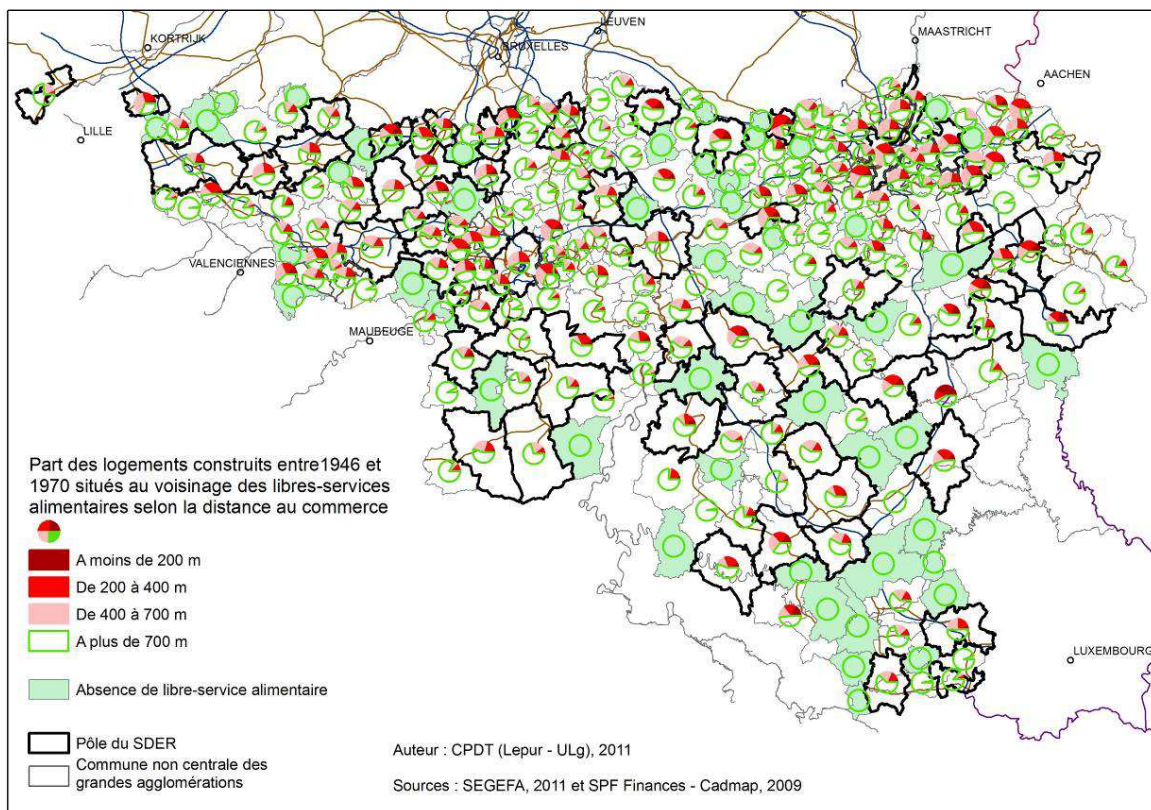 LEUVEN
KORTRIJK
BRUXELLES
MAASTRICHT
AACHEN
LILLE
VALENCIENNES
MAUBEUGE
LUXEMBOURG
Part des logements construits entre1946 et
1970 situés au voisinage des libres-services
alimentaires selon la distance au commerce
A moins de 200 m
De 200 à 400 m
De 400 à 700 m
A plus de 700 m
Absence de libre-service alimentaire
Pôle du SDER
Commune non centrale des
grandes agglomérations
Auteur : CPDT (Lepur - ULg), 2011
Sources : SEGEFA, 2011 et SPF Finances - Cadmap, 2009